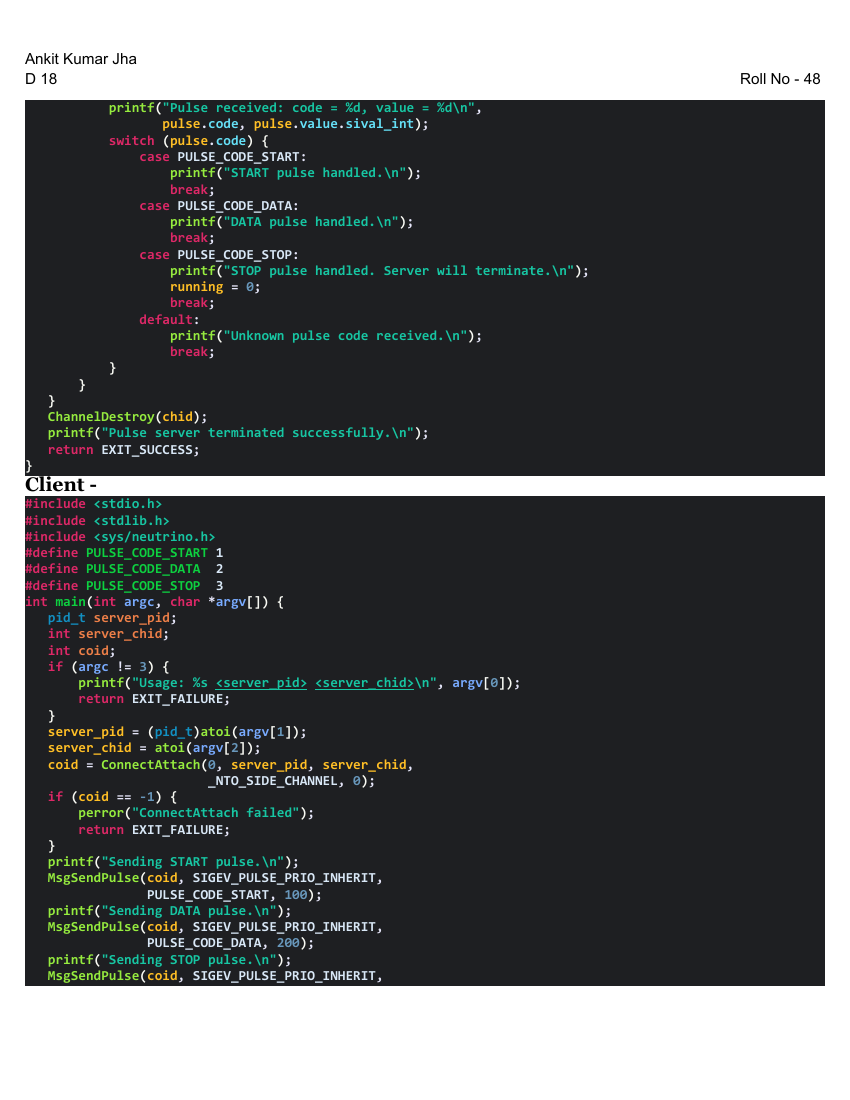 Ankit Kumar Jha
D 18
Roll No - 48
            printf("Pulse received: code = %d, value = %d\n",
                   pulse.code, pulse.value.sival_int);
            switch (pulse.code) {
                case PULSE_CODE_START:
                    printf("START pulse handled.\n");
                    break;
                case PULSE_CODE_DATA:
                    printf("DATA pulse handled.\n");
                    break;
                case PULSE_CODE_STOP:
                    printf("STOP pulse handled. Server will terminate.\n");
                    running = 0;
                    break;
                default:
                    printf("Unknown pulse code received.\n");
                    break;
            }
        }
    }
    ChannelDestroy(chid);
    printf("Pulse server terminated successfully.\n");
    return EXIT_SUCCESS;
}
Client -
#include <stdio.h>
#include <stdlib.h>
#include <sys/neutrino.h>
#define PULSE_CODE_START 1
#define PULSE_CODE_DATA  2
#define PULSE_CODE_STOP  3
int main(int argc, char *argv[]) {
    pid_t server_pid;
    int server_chid;
    int coid;
    if (argc != 3) {
        printf("Usage: %s <server_pid> <server_chid>\n", argv[0]);
        return EXIT_FAILURE;
    }
    server_pid = (pid_t)atoi(argv[1]);
    server_chid = atoi(argv[2]);
    coid = ConnectAttach(0, server_pid, server_chid,
                         _NTO_SIDE_CHANNEL, 0);
    if (coid == -1) {
        perror("ConnectAttach failed");
        return EXIT_FAILURE;
    }
    printf("Sending START pulse.\n");
    MsgSendPulse(coid, SIGEV_PULSE_PRIO_INHERIT,
                 PULSE_CODE_START, 100);
    printf("Sending DATA pulse.\n");
    MsgSendPulse(coid, SIGEV_PULSE_PRIO_INHERIT,
                 PULSE_CODE_DATA, 200);
    printf("Sending STOP pulse.\n");
    MsgSendPulse(coid, SIGEV_PULSE_PRIO_INHERIT,